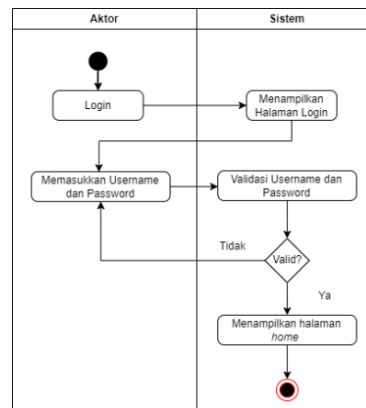 Aktor
Sistem
Login
Menampilkan
Halaman Login
Memasukkan Username
dan Password
Validasi Username dan
Password
Tidak
Valid?
Ya
Menampilkan halaman
home